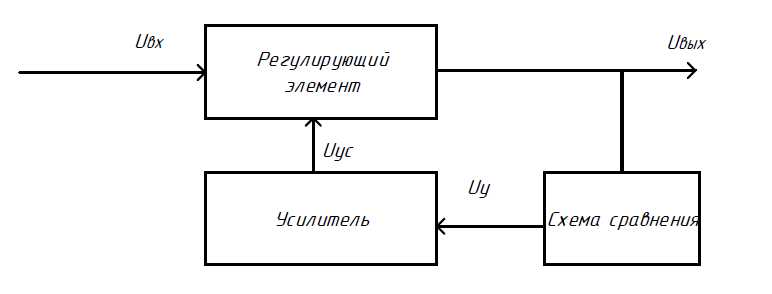 Uвх
Регулирующий
элемент
Uвых
Uус
Усилитель
Uу
Схема сравнения